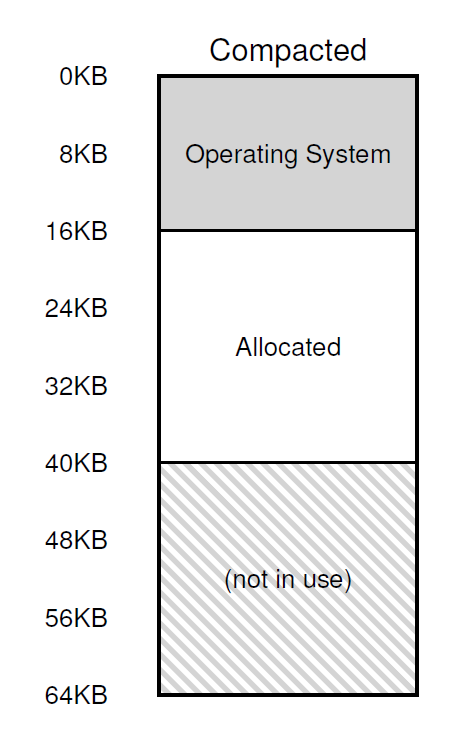 Compacted
0KB
8KB
Operating System
16KB
24KB
Allocated
32KB
40KB
48KB
(not in use)
56KB
64KB